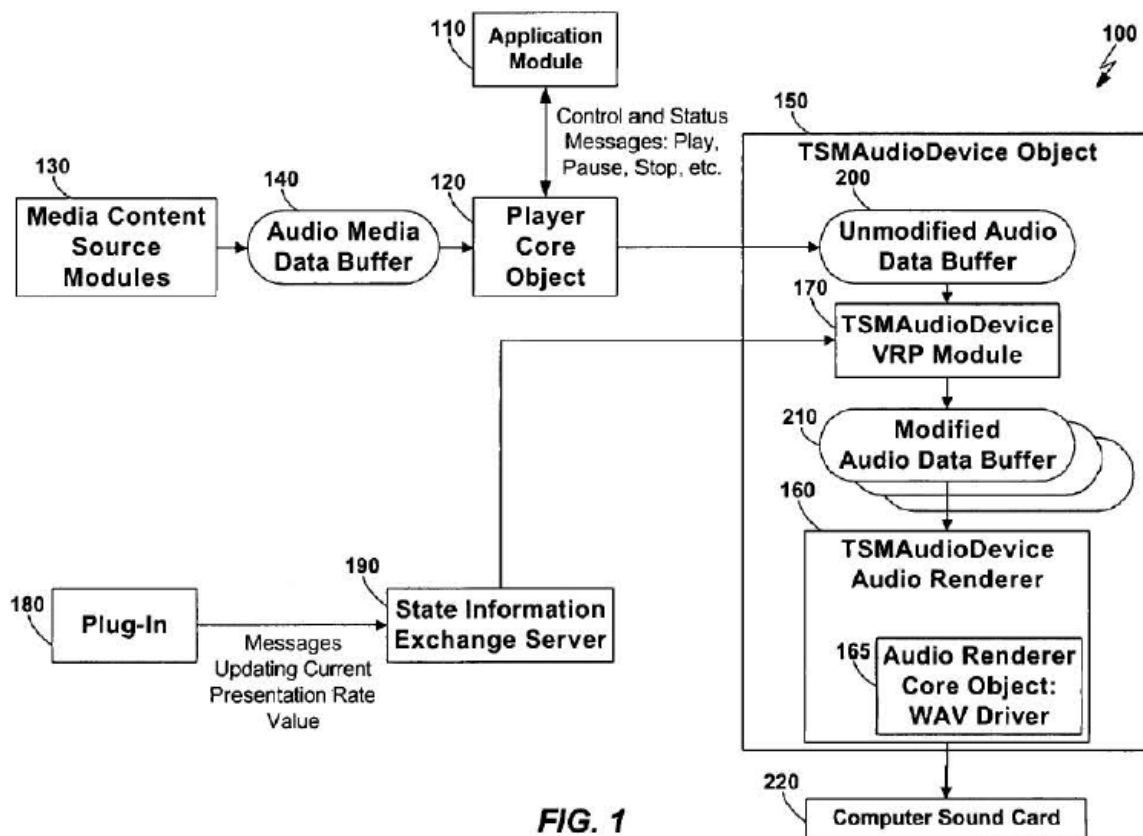 110
Application
Module
100
Control and Status
Messages: Play,
Pause, Stop, etc.
150
TSMAudioDevice Object
130
Media Content
Source
Modules
140
Audio Media
Data Buffer
120
Player
Core
Object
200
Unmodified Audio
Data Buffer
170
TSMAudioDevice
VRP Module
210
Modified
Audio Data Buffer
160
TSMAudioDevice
Audio Renderer
180
Plug-In
Messages
Updating Current
Presentation Rate
Value
190
State Information
Exchange Server
165
Audio Renderer
Core Object:
WAV Driver
220
Computer Sound Card
FIG. 1